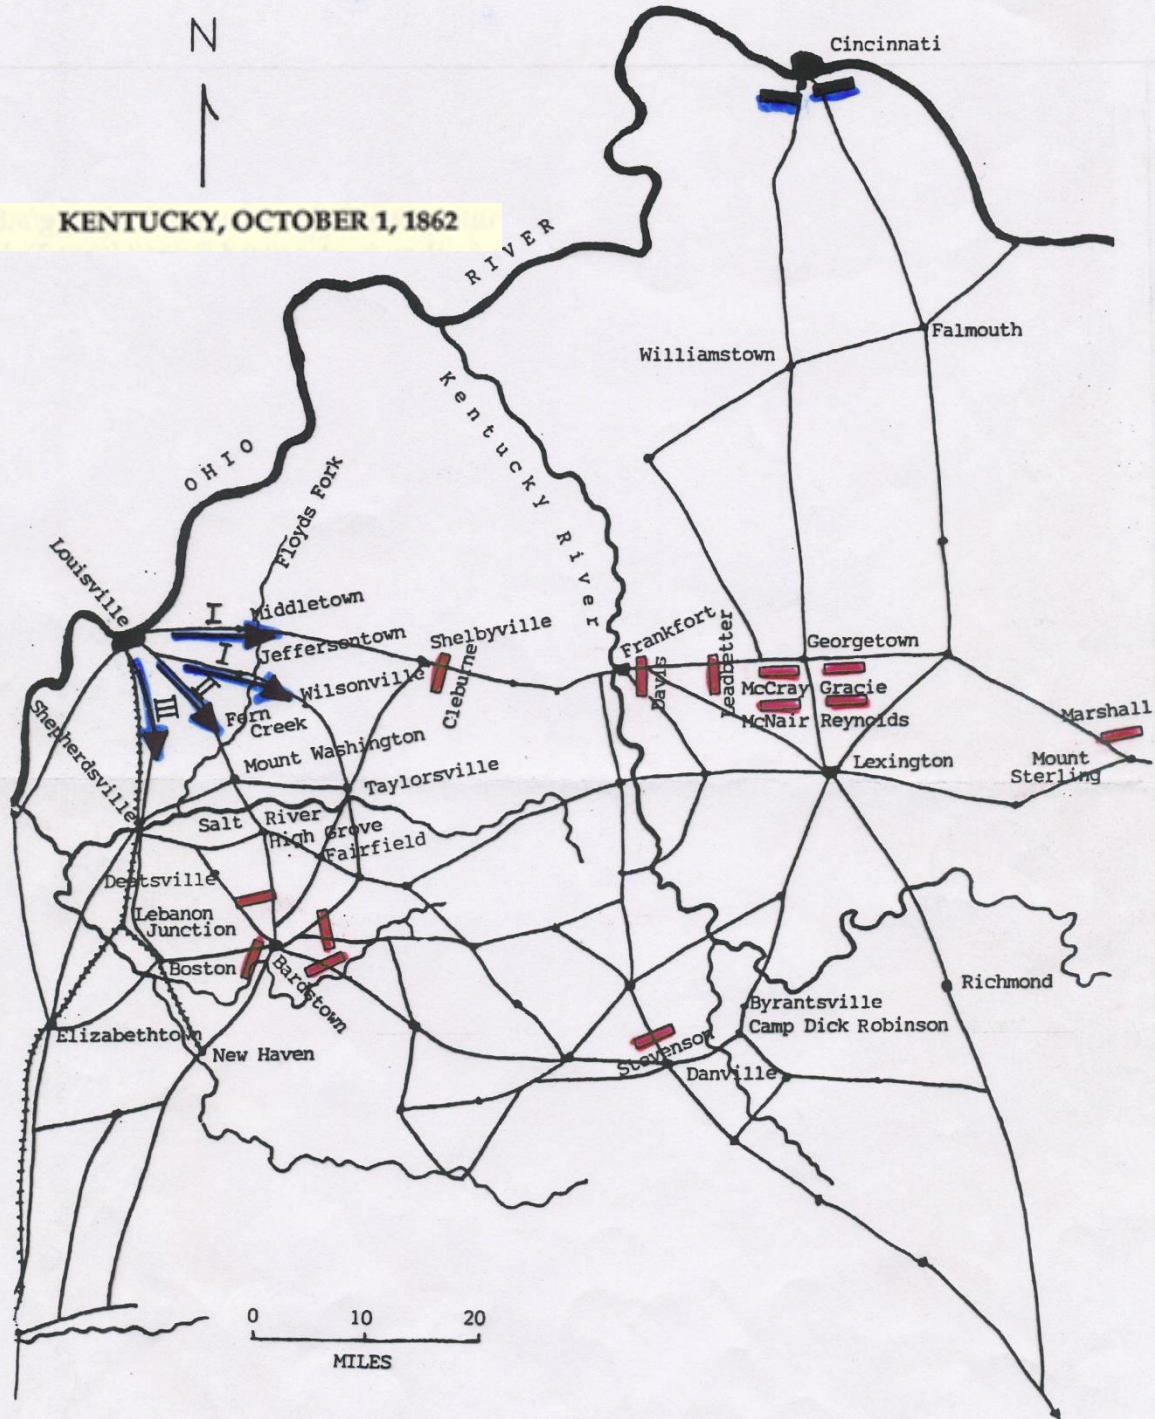 N
KENTUCKY, OCTOBER 1, 1862
Cincinnati
RIVER
Falmouth
Williamstown
Kentucky River
OHIO
Floyds Fork
Louisville
I
Middletown
Jeffersontown
Shelbyville
Frankfort
Georgetown
I
Wilsonville
Cleburne
Davis
Leadbetter
McCray Gracie
McNair Reynolds
II
III
Fern
Creek
Marshall
Mount
Sterling
Shepherdsville
Mount Washington
Lexington
Taylorsville
Salt River
High Grove
Fairfield
Deatsville
Lebanon
Junction
Boston
Bardstown
Richmond
Byrantsville
Camp Dick Robinson
Elizabethtown
New Haven
Stevenson
Danville
0 10 20
MILES